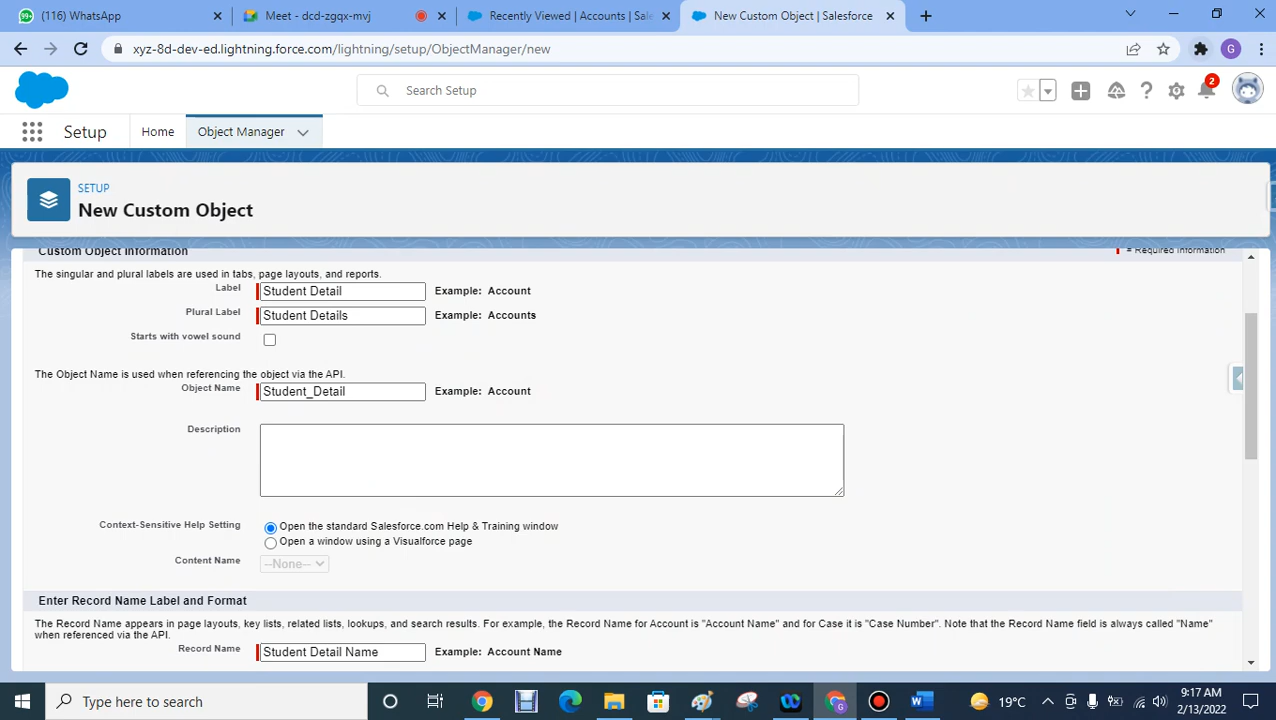 (116) WhatsApp
Meet - dcd-zgqx-mvj
Recently Viewed | Accounts | Sales
New Custom Object | Salesforce
xyz-8d-dev-ed.lightning.force.com/lightning/setup/ObjectManager/new
G
Search Setup
2
Setup
Home
Object Manager
SETUP
New Custom Object
Custom Object Information
= Required Information
The singular and plural labels are used in tabs, page layouts, and reports.
Label
Student Detail
Example: Account
Plural Label
Student Details
Example: Accounts
Starts with vowel sound
The Object Name is used when referencing the object via the API.
Object Name
Student_Detail
Example: Account
Description
Context-Sensitive Help Setting
Open the standard Salesforce.com Help & Training window
Open a window using a Visualforce page
Content Name
--None--
Enter Record Name Label and Format
The Record Name appears in page layouts, key lists, related lists, lookups, and search results. For example, the Record Name for Account is "Account Name" and for Case it is "Case Number". Note that the Record Name field is always called "Name"
when referenced via the API.
Record Name
Student Detail Name
Example: Account Name
Type here to search
19°C
9:17 AM
2/13/2022